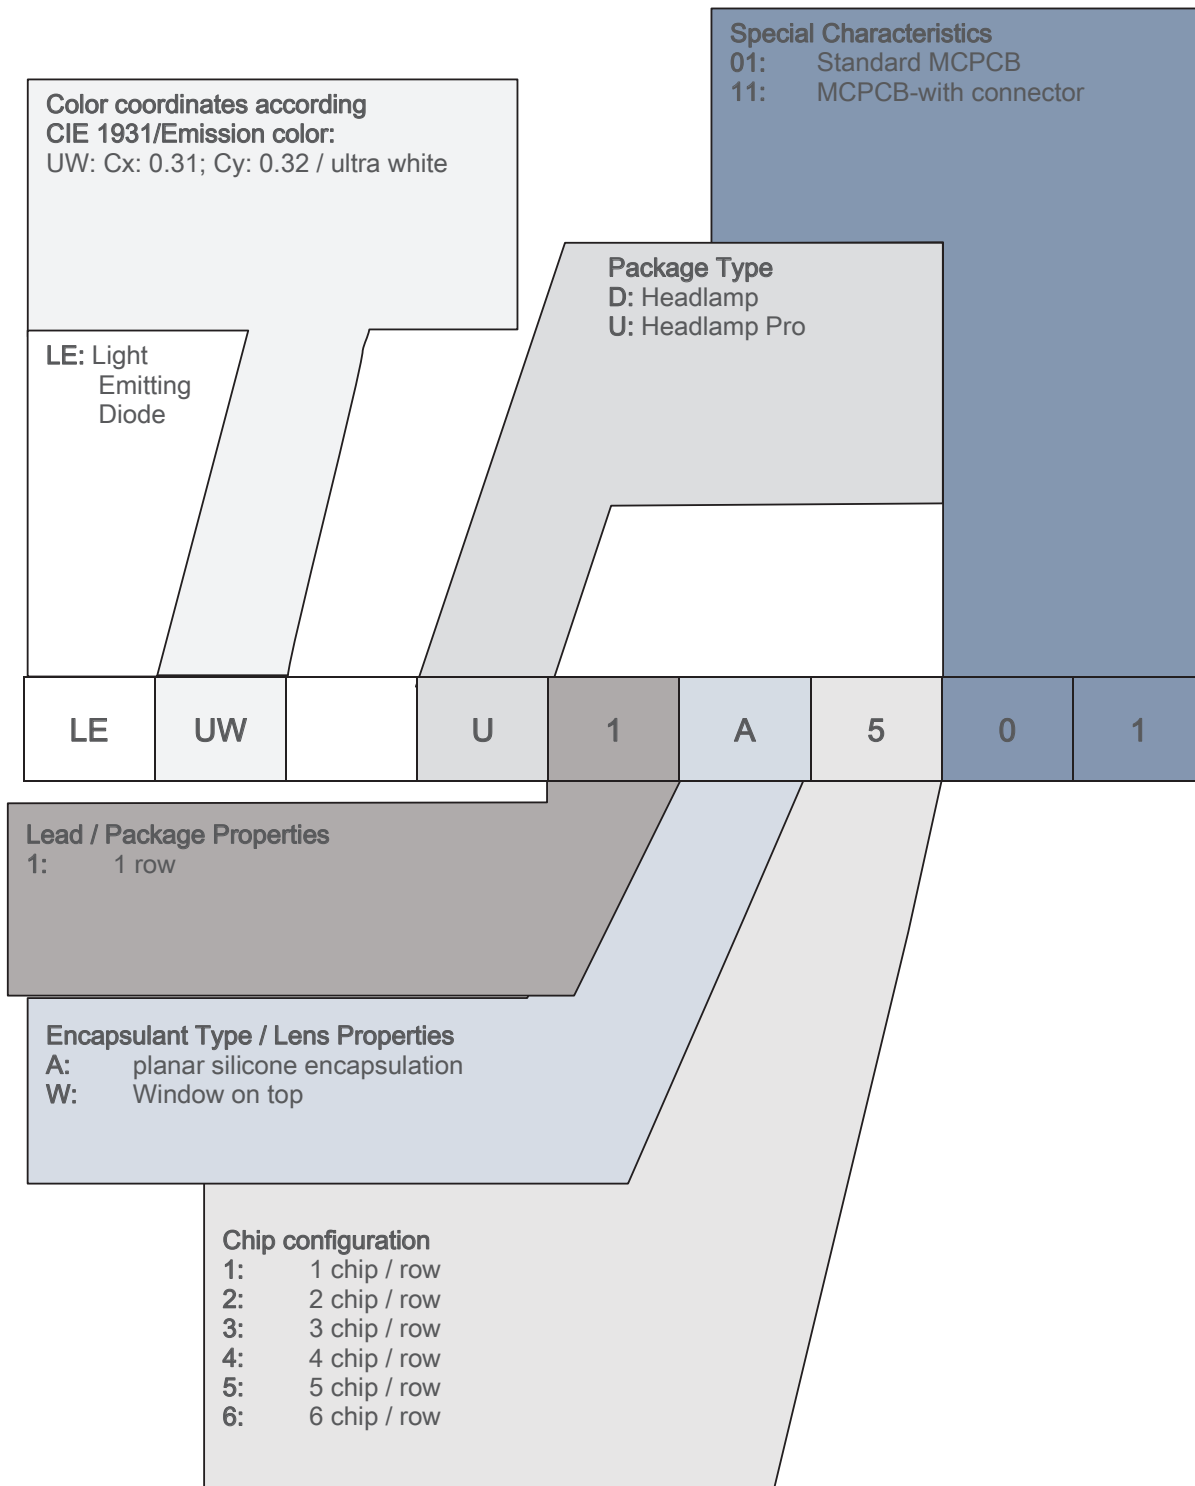 Special Characteristics
01: Standard MCPCB
11: MCPCB-with connector
Color coordinates according
CIE 1931/Emission color:
UW: Cx: 0.31; Cy: 0.32 / ultra white
Package Type
D: Headlamp
U: Headlamp Pro
LE: Light
Emitting
Diode
LE UW U 1 A 5 0 1
Lead / Package Properties
1: 1 row
Encapsulant Type / Lens Properties
A: planar silicone encapsulation
W: Window on top
Chip configuration
1: 1 chip / row
2: 2 chip / row
3: 3 chip / row
4: 4 chip / row
5: 5 chip / row
6: 6 chip / row